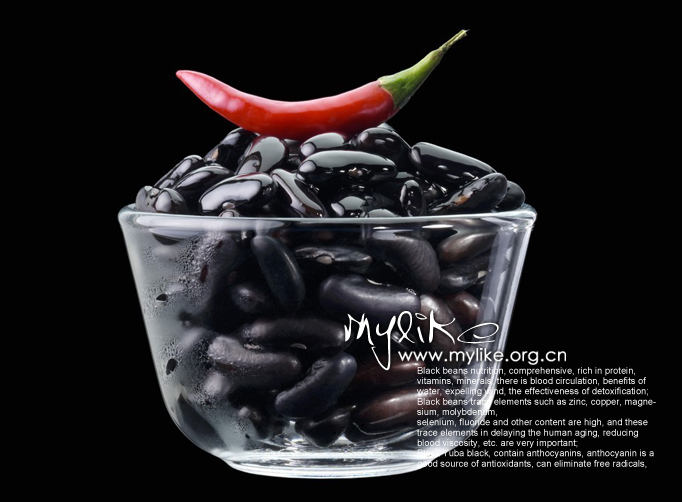 mylike
www.mylike.org.cn
Black beans nutrition, comprehensive, rich in protein,
vitamins, minerals, there is blood circulation, benefits of
water, expelling wind, the effectiveness of detoxification;
Black beans trace elements such as zinc, copper, magne-
sium, molybdenum,
selenium, fluoride and other content are high, and these
trace elements in delaying the human aging, reducing
blood viscosity, etc. are very important;
Yuba black, contain anthocyanins, anthocyanin is a
good source of antioxidants, can eliminate free radicals,